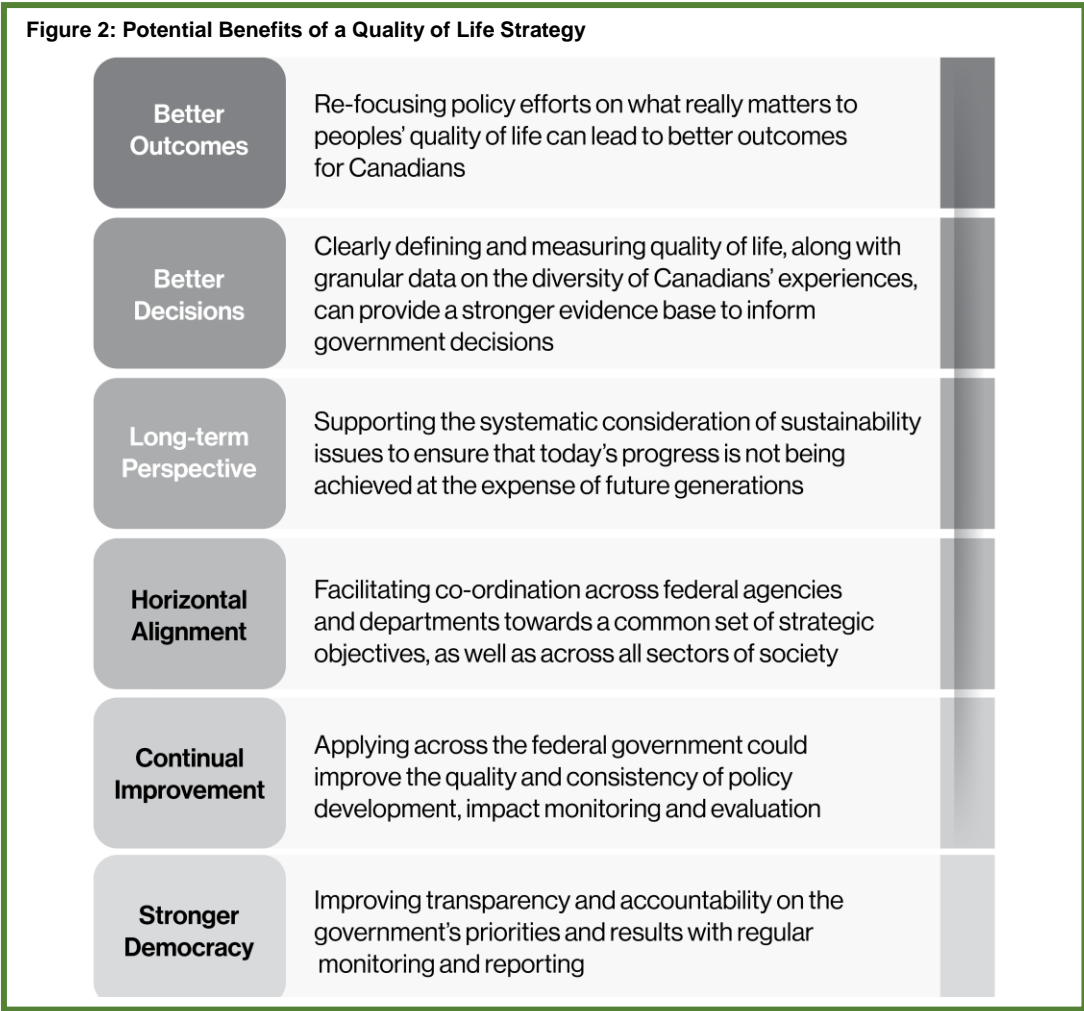 Figure 2: Potential Benefits of a Quality of Life Strategy
Better
Outcomes
Re-focusing policy efforts on what really matters to
peoples’ quality of life can lead to better outcomes
for Canadians
Better
Decisions
Clearly defining and measuring quality of life, along with
granular data on the diversity of Canadians’ experiences,
can provide a stronger evidence base to inform
government decisions
Long-term
Perspective
Supporting the systematic consideration of sustainability
issues to ensure that today’s progress is not being
achieved at the expense of future generations
Horizontal
Alignment
Facilitating co-ordination across federal agencies
and departments towards a common set of strategic
objectives, as well as across all sectors of society
Continual
Improvement
Applying across the federal government could
improve the quality and consistency of policy
development, impact monitoring and evaluation
Stronger
Democracy
Improving transparency and accountability on the
government’s priorities and results with regular
monitoring and reporting